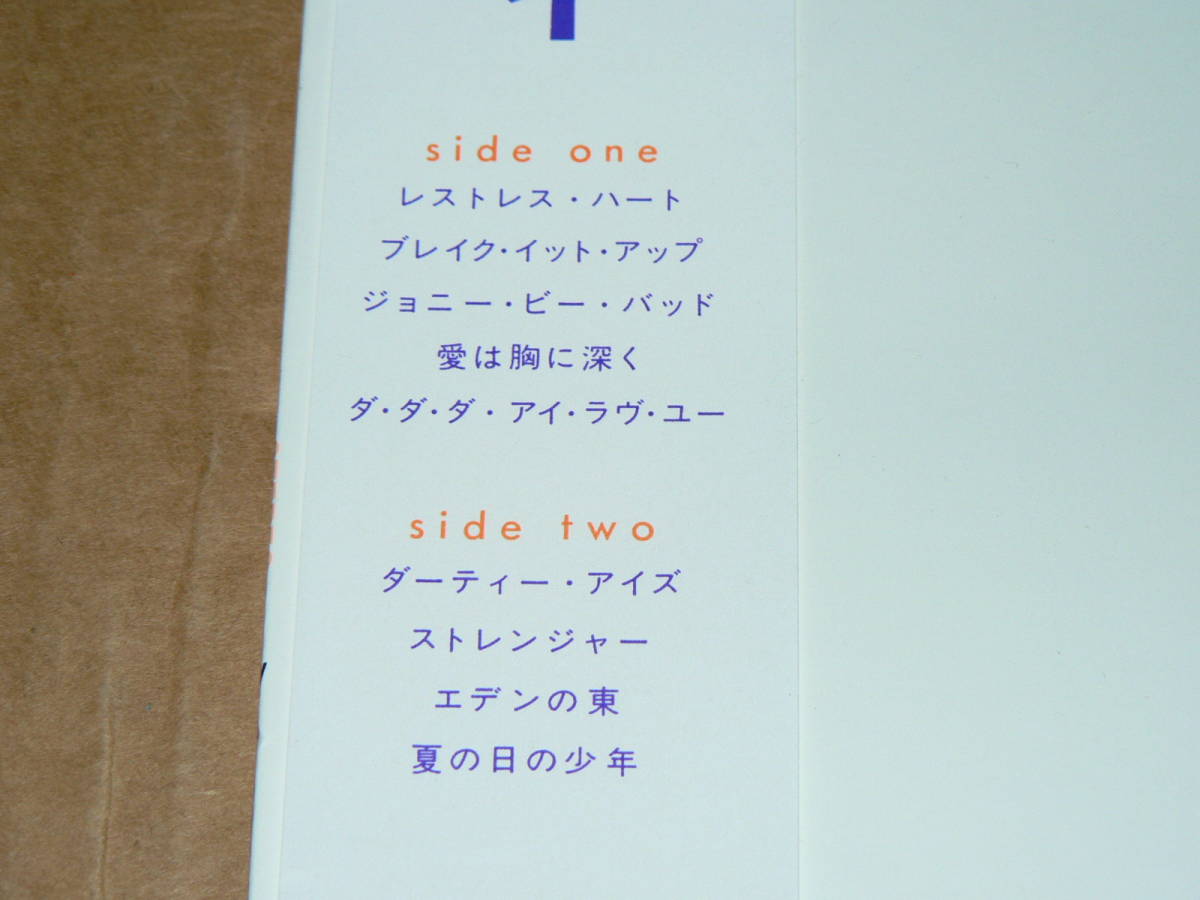 side one
レストレス・ハート
ブレイク・イット・アップ
ジョニー・ビー・バッド
愛は胸に深く
ダ・ダ・ダ・アイ・ラヴ・ユー
side two
ダーティー・アイズ
ストレンジャー
エデンの東
夏の日の少年